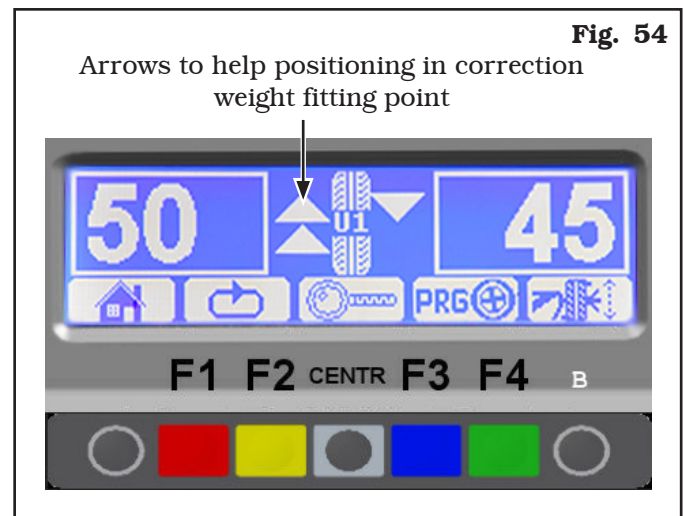 Fig. 54
Arrows to help positioning in correction
weight fitting point
50 U1 45
PRG
F1 F2 CENTR F3 F4 B